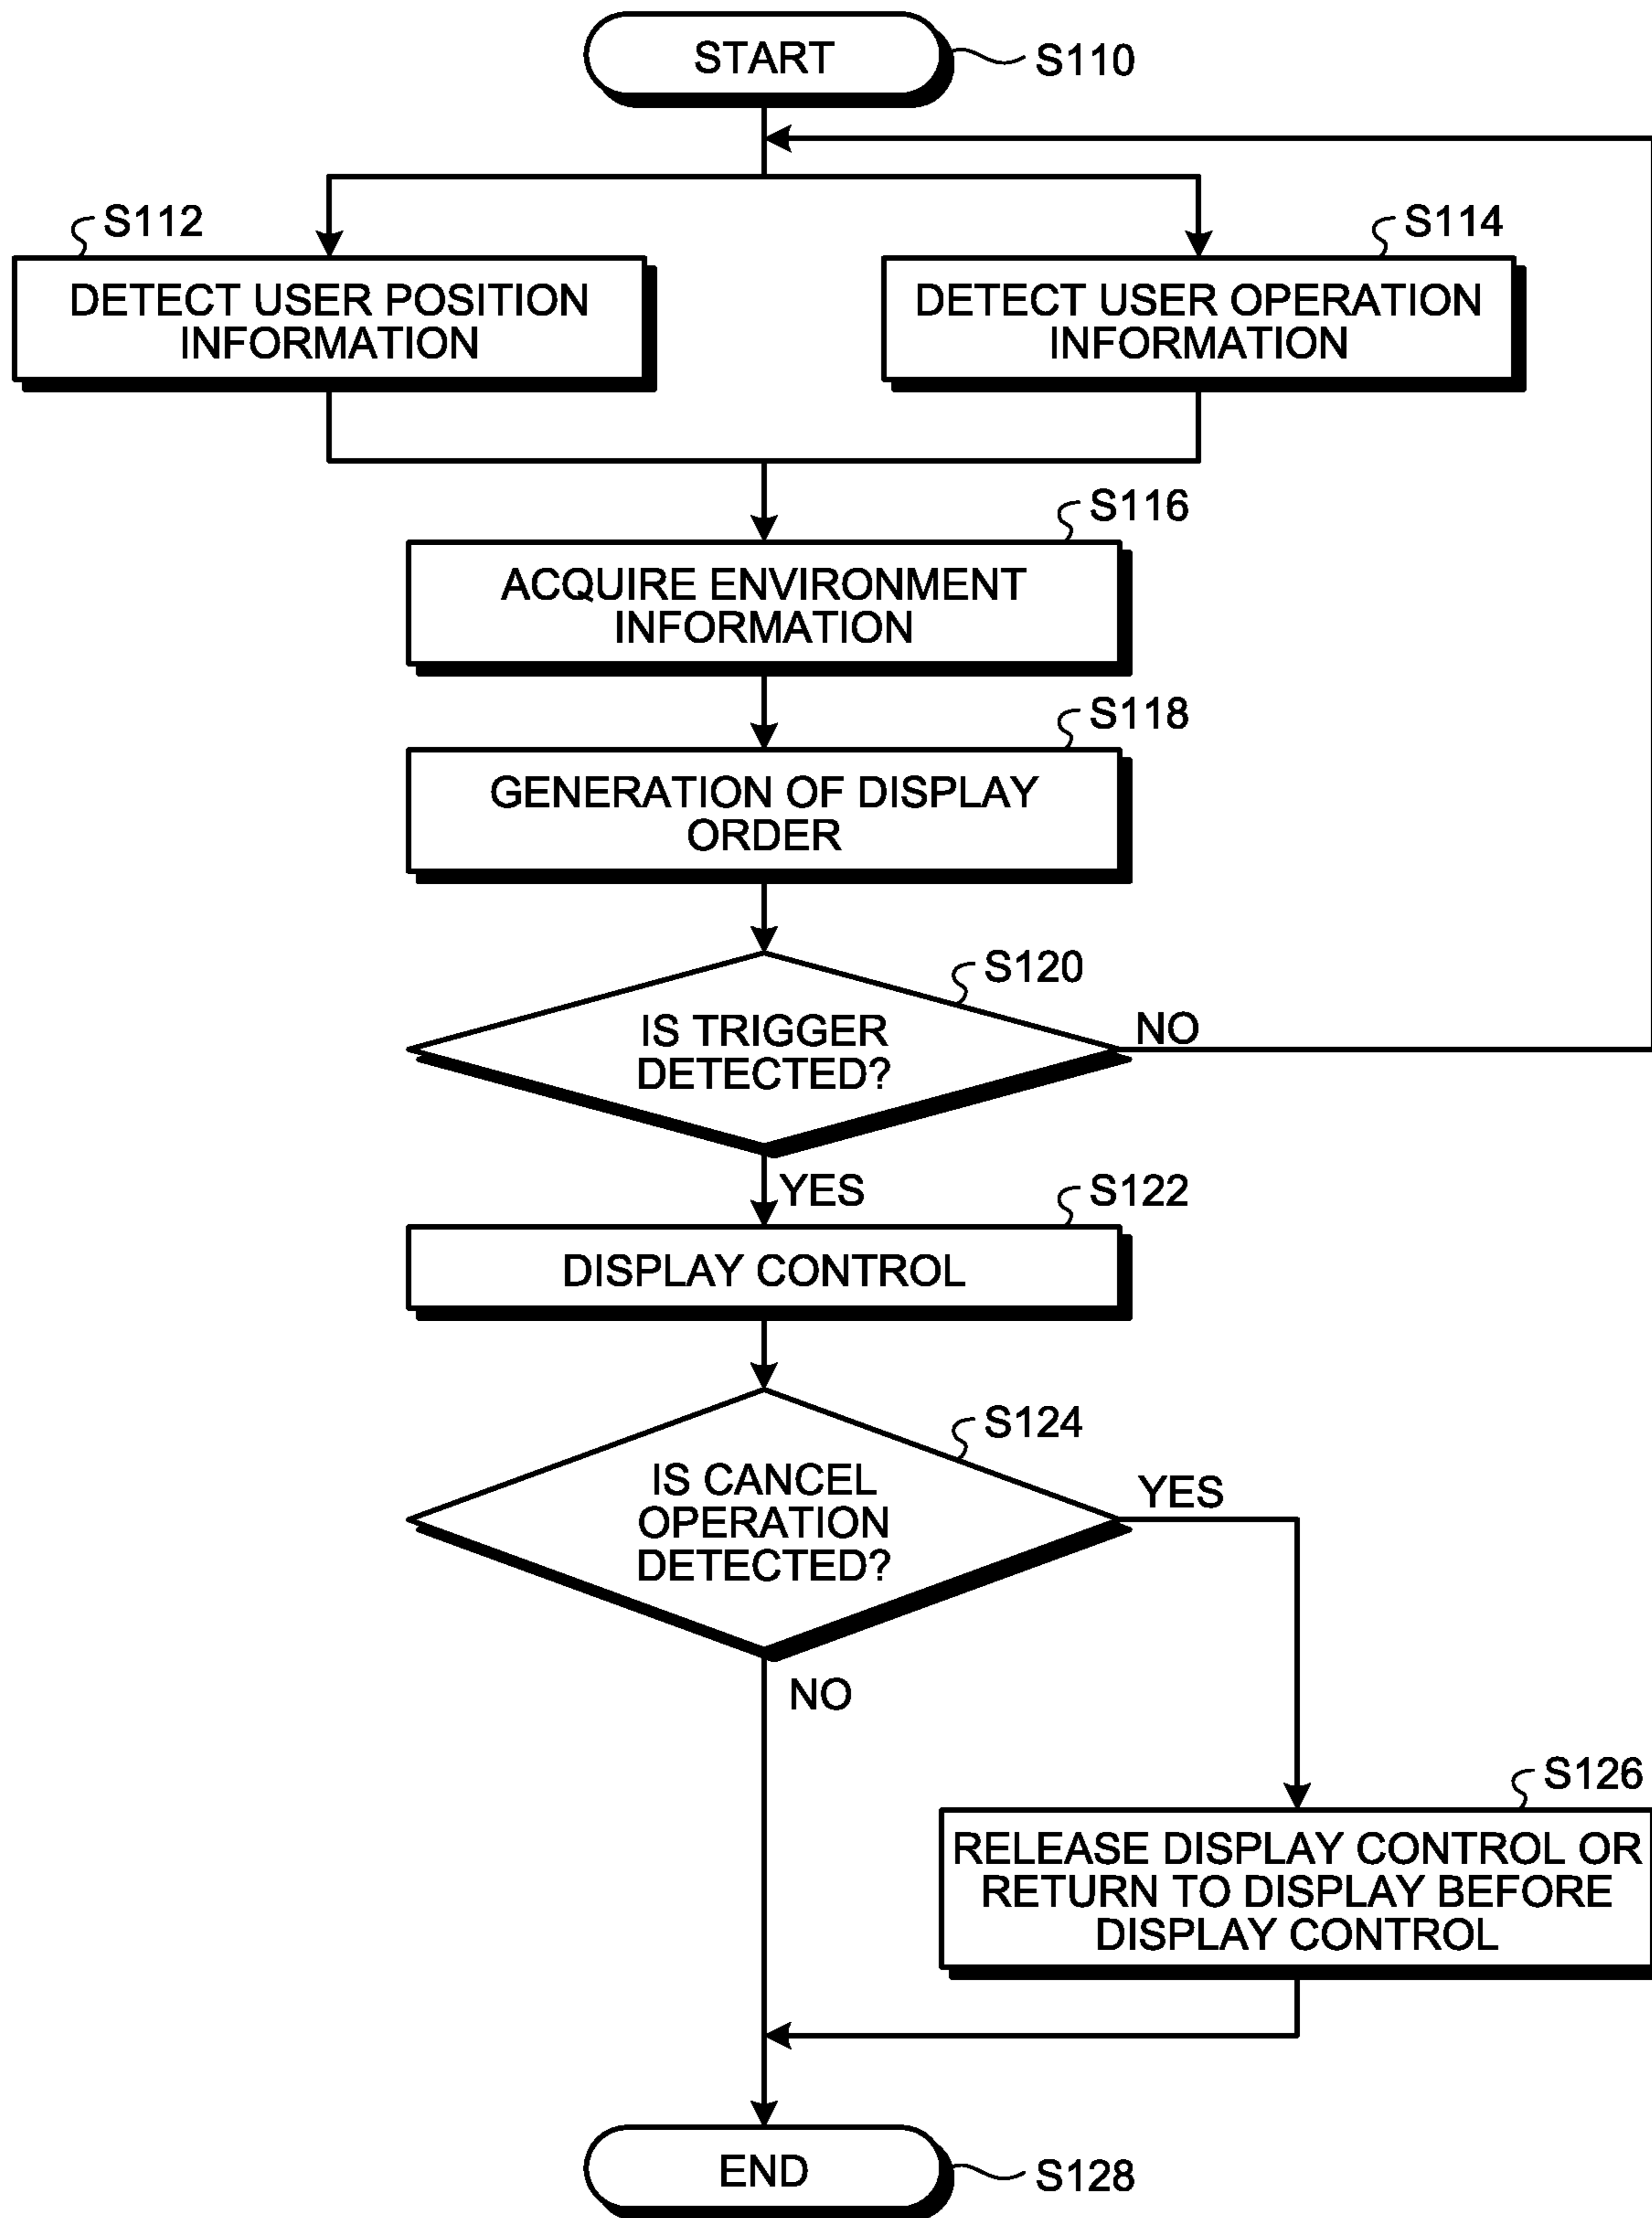 START
S110
S112
S114
DETECT USER POSITION
INFORMATION
DETECT USER OPERATION
INFORMATION
S116
ACQUIRE ENVIRONMENT
INFORMATION
S118
GENERATION OF DISPLAY
ORDER
S120
IS TRIGGER
DETECTED?
NO
YES
S122
DISPLAY CONTROL
S124
IS CANCEL
OPERATION
DETECTED?
YES
NO
S126
RELEASE DISPLAY CONTROL OR
RETURN TO DISPLAY BEFORE
DISPLAY CONTROL
END
S128